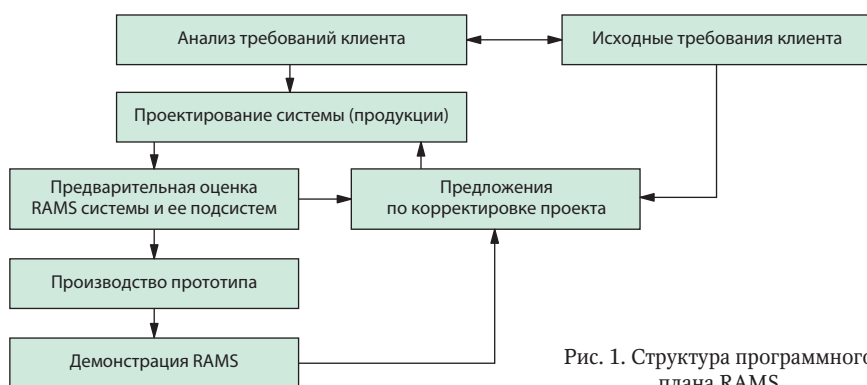 Анализ требований клиента
Исходные требования клиента
Проектирование системы (продукции)
Предварительная оценка
RAMS системы и ее подсистем
Предложения
по корректировке проекта
Производство прототипа
Демонстрация RAMS
Рис. 1. Структура программного
плана RAMS